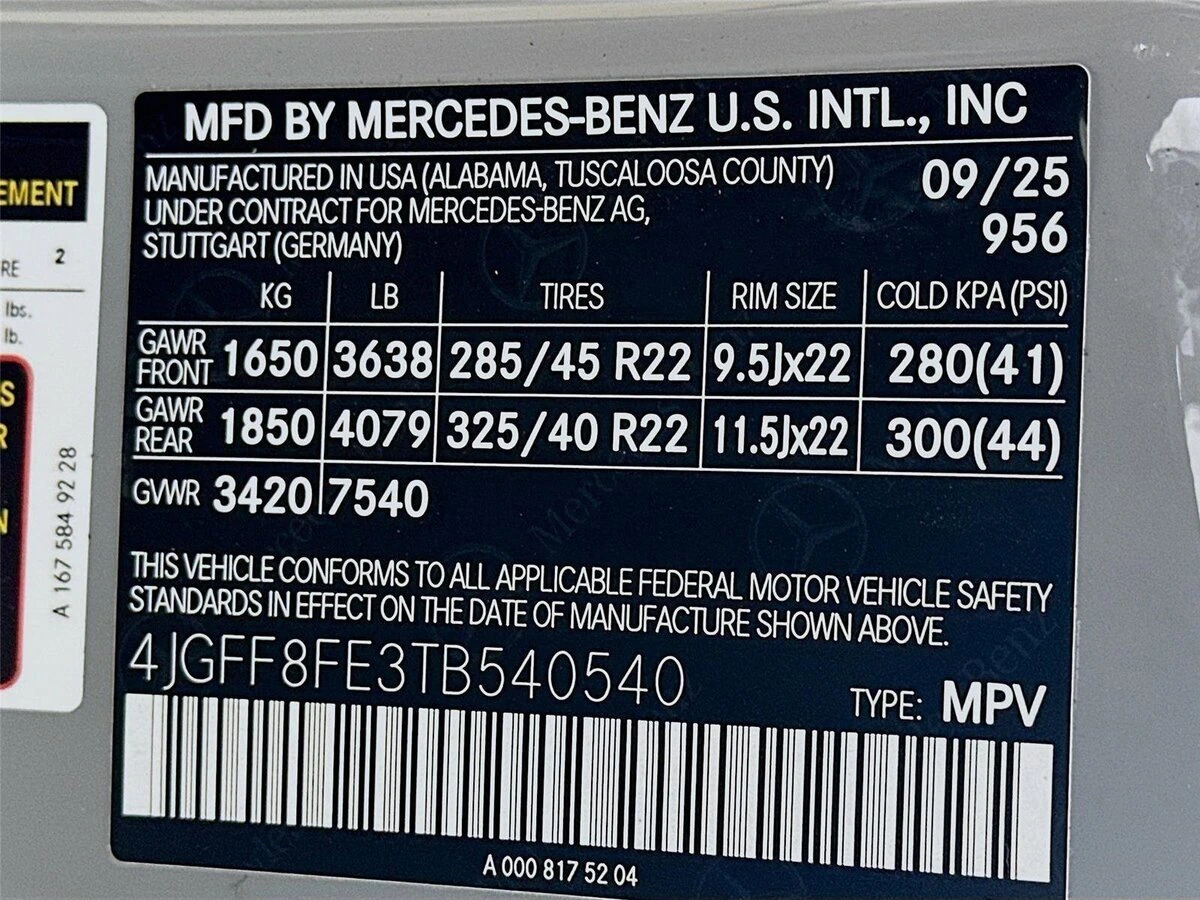 MFD BY MERCEDES-BENZ U.S. INTL., INC
MANUFACTURED IN USA (ALABAMA, TUSCALOOSA COUNTY) 09/25
UNDER CONTRACT FOR MERCEDES-BENZ AG, 956
STUTTGART (GERMANY)
KG LB TIRES RIM SIZE COLD KPA (PSI)
GAWR FRONT 1650 3638 285/45 R22 9.5Jx22 280(41)
GAWR REAR 1850 4079 325/40 R22 11.5Jx22 300(44)
GVWR 3420 7540
THIS VEHICLE CONFORMS TO ALL APPLICABLE FEDERAL MOTOR VEHICLE SAFETY
STANDARDS IN EFFECT ON THE DATE OF MANUFACTURE SHOWN ABOVE.
4JGFF8FE3TB540540
TYPE: MPV
A 000 817 52 04
EMENT
RE 2
lbs.
lb.
S
R
N
A 167 584 92 28